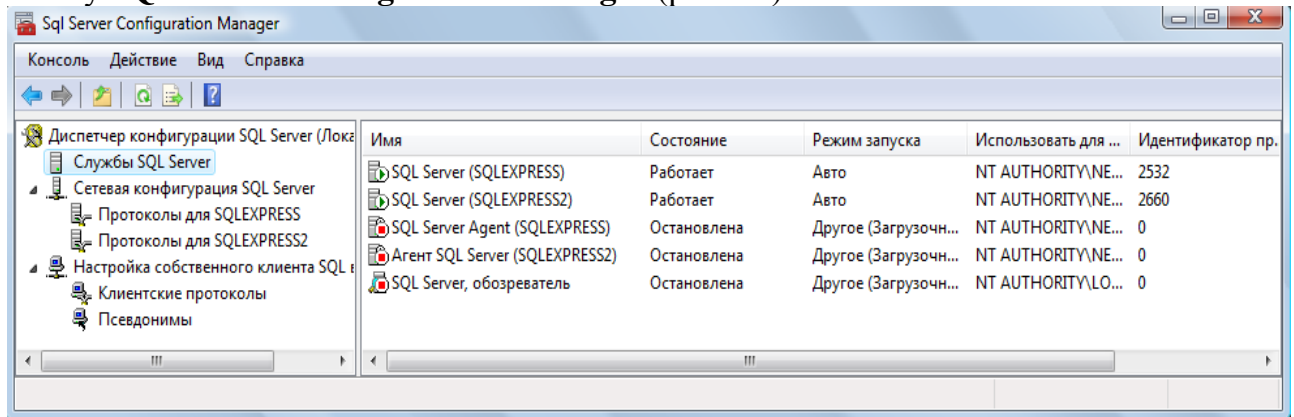 Sql Server Configuration Manager
Консоль Действие Вид Справка
Диспетчер конфигурации SQL Server (Лока
Службы SQL Server
Сетевая конфигурация SQL Server
Протоколы для SQLEXPRESS
Протоколы для SQLEXPRESS2
Настройка собственного клиента SQL в
Клиентские протоколы
Псевдонимы
Имя Состояние Режим запуска Использовать для ... Идентификатор пр.
SQL Server (SQLEXPRESS) Работает Авто NT AUTHORITY\NE... 2532
SQL Server (SQLEXPRESS2) Работает Авто NT AUTHORITY\NE... 2660
SQL Server Agent (SQLEXPRESS) Остановлена Другое (Загрузочн... NT AUTHORITY\NE... 0
Агент SQL Server (SQLEXPRESS2) Остановлена Другое (Загрузочн... NT AUTHORITY\NE... 0
SQL Server, обозреватель Остановлена Другое (Загрузочн... NT AUTHORITY\LO... 0